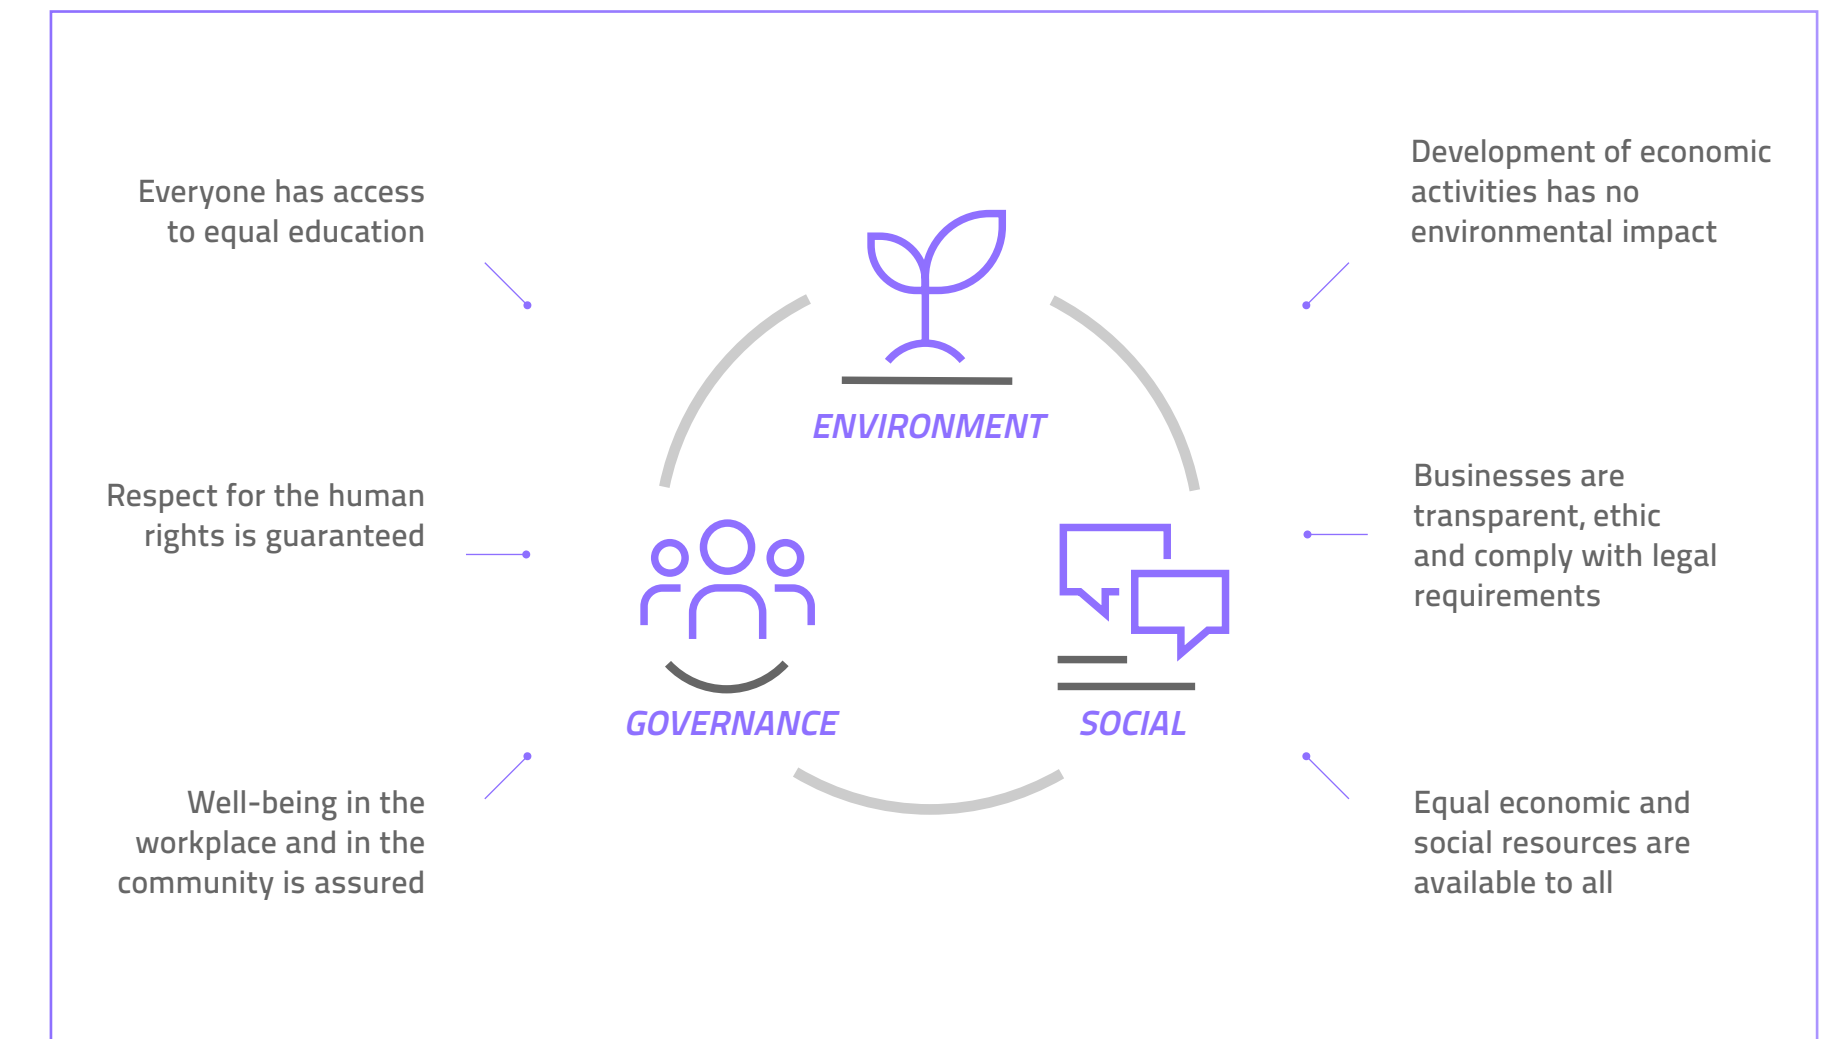 Everyone has access
to equal education
Respect for the human
rights is guaranteed
Well-being in the
workplace and in the
community is assured
ENVIRONMENT
GOVERNANCE
SOCIAL
Development of economic
activities has no
environmental impact
Businesses are
transparent, ethic
and comply with legal
requirements
Equal economic and
social resources are
available to all